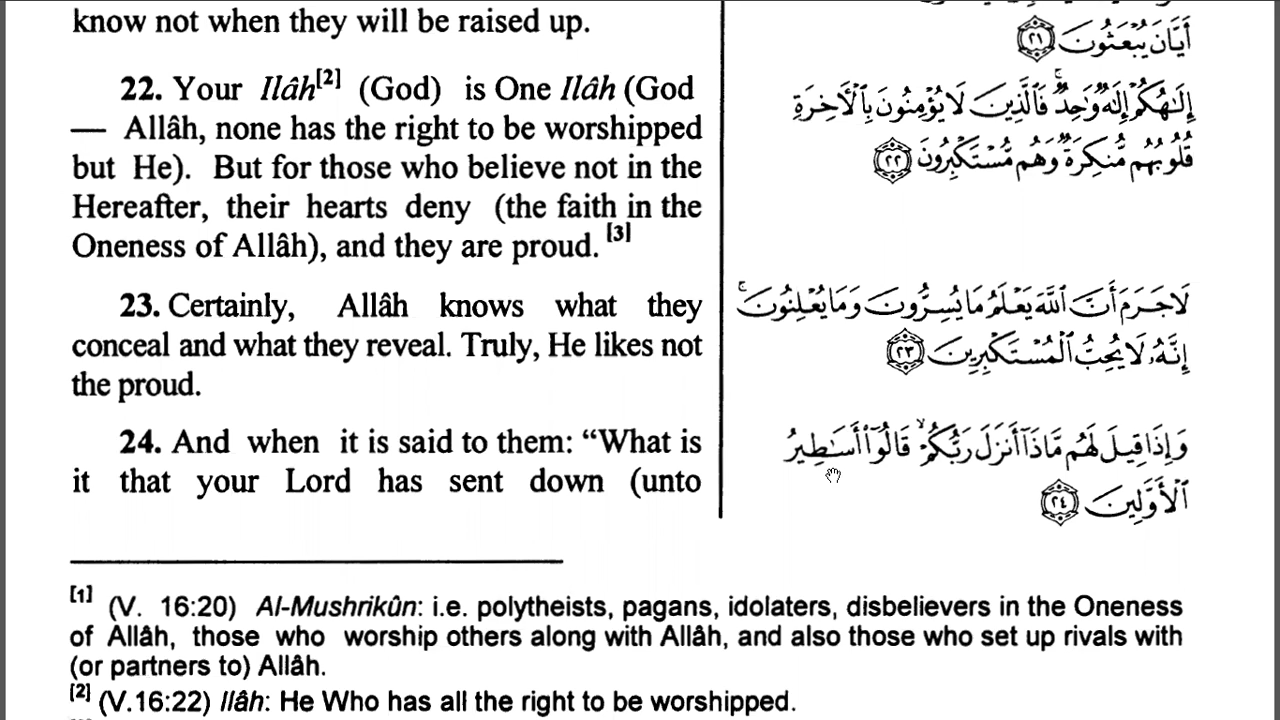 know not when they will be raised up.
22. Your Ilâh[2] (God) is One Ilâh (God
— Allâh, none has the right to be worshipped
but He). But for those who believe not in the
Hereafter, their hearts deny (the faith in the
Oneness of Allâh), and they are proud. [3]
23. Certainly, Allâh knows what they
conceal and what they reveal. Truly, He likes not
the proud.
24. And when it is said to them: “What is
it that your Lord has sent down (unto
أَيَّانَ يُبْعَثُونَ ٢١
إِلَٰهُكُمْ إِلَٰهٌ وَٰحِدٌ ۚ فَٱلَّذِينَ لَا يُؤْمِنُونَ بِٱلْـَٔاخِرَةِ
قُلُوبُهُم مُّنكِرَةٌ وَهُم مُّسْتَكْبِرُونَ ٢٢
لَا جَرَمَ أَنَّ ٱللَّهَ يَعْلَمُ مَا يُسِرُّونَ وَمَا يُعْلِنُونَ ۚ
إِنَّهُۥ لَا يُحِبُّ ٱلْمُسْتَكْبِرِينَ ٢٣
وَإِذَا قِيلَ لَهُم مَّاذَآ أَنزَلَ رَبُّكُمْ ۙ قَالُوٓا۟ أَسَٰطِيرُ
ٱلْأَوَّلِينَ ٢٤
[1] (V. 16:20) Al-Mushrikûn: i.e. polytheists, pagans, idolaters, disbelievers in the Oneness
of Allâh, those who worship others along with Allâh, and also those who set up rivals with
(or partners to) Allâh.
[2] (V.16:22) Ilâh: He Who has all the right to be worshipped.